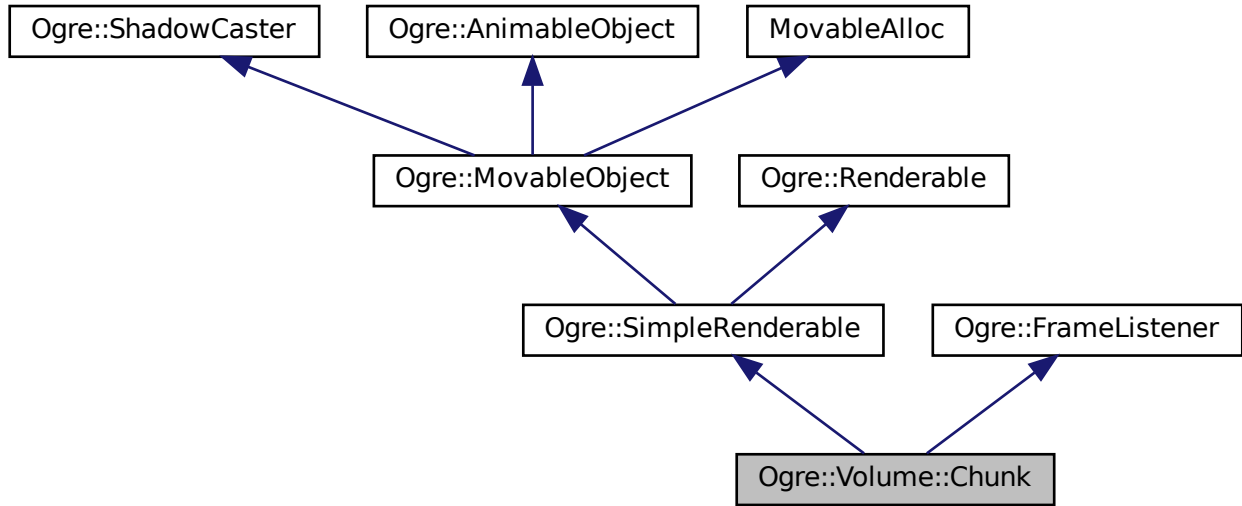 Ogre::ShadowCaster
Ogre::AnimableObject
MovableAlloc
Ogre::MovableObject
Ogre::Renderable
Ogre::SimpleRenderable
Ogre::FrameListener
Ogre::Volume::Chunk